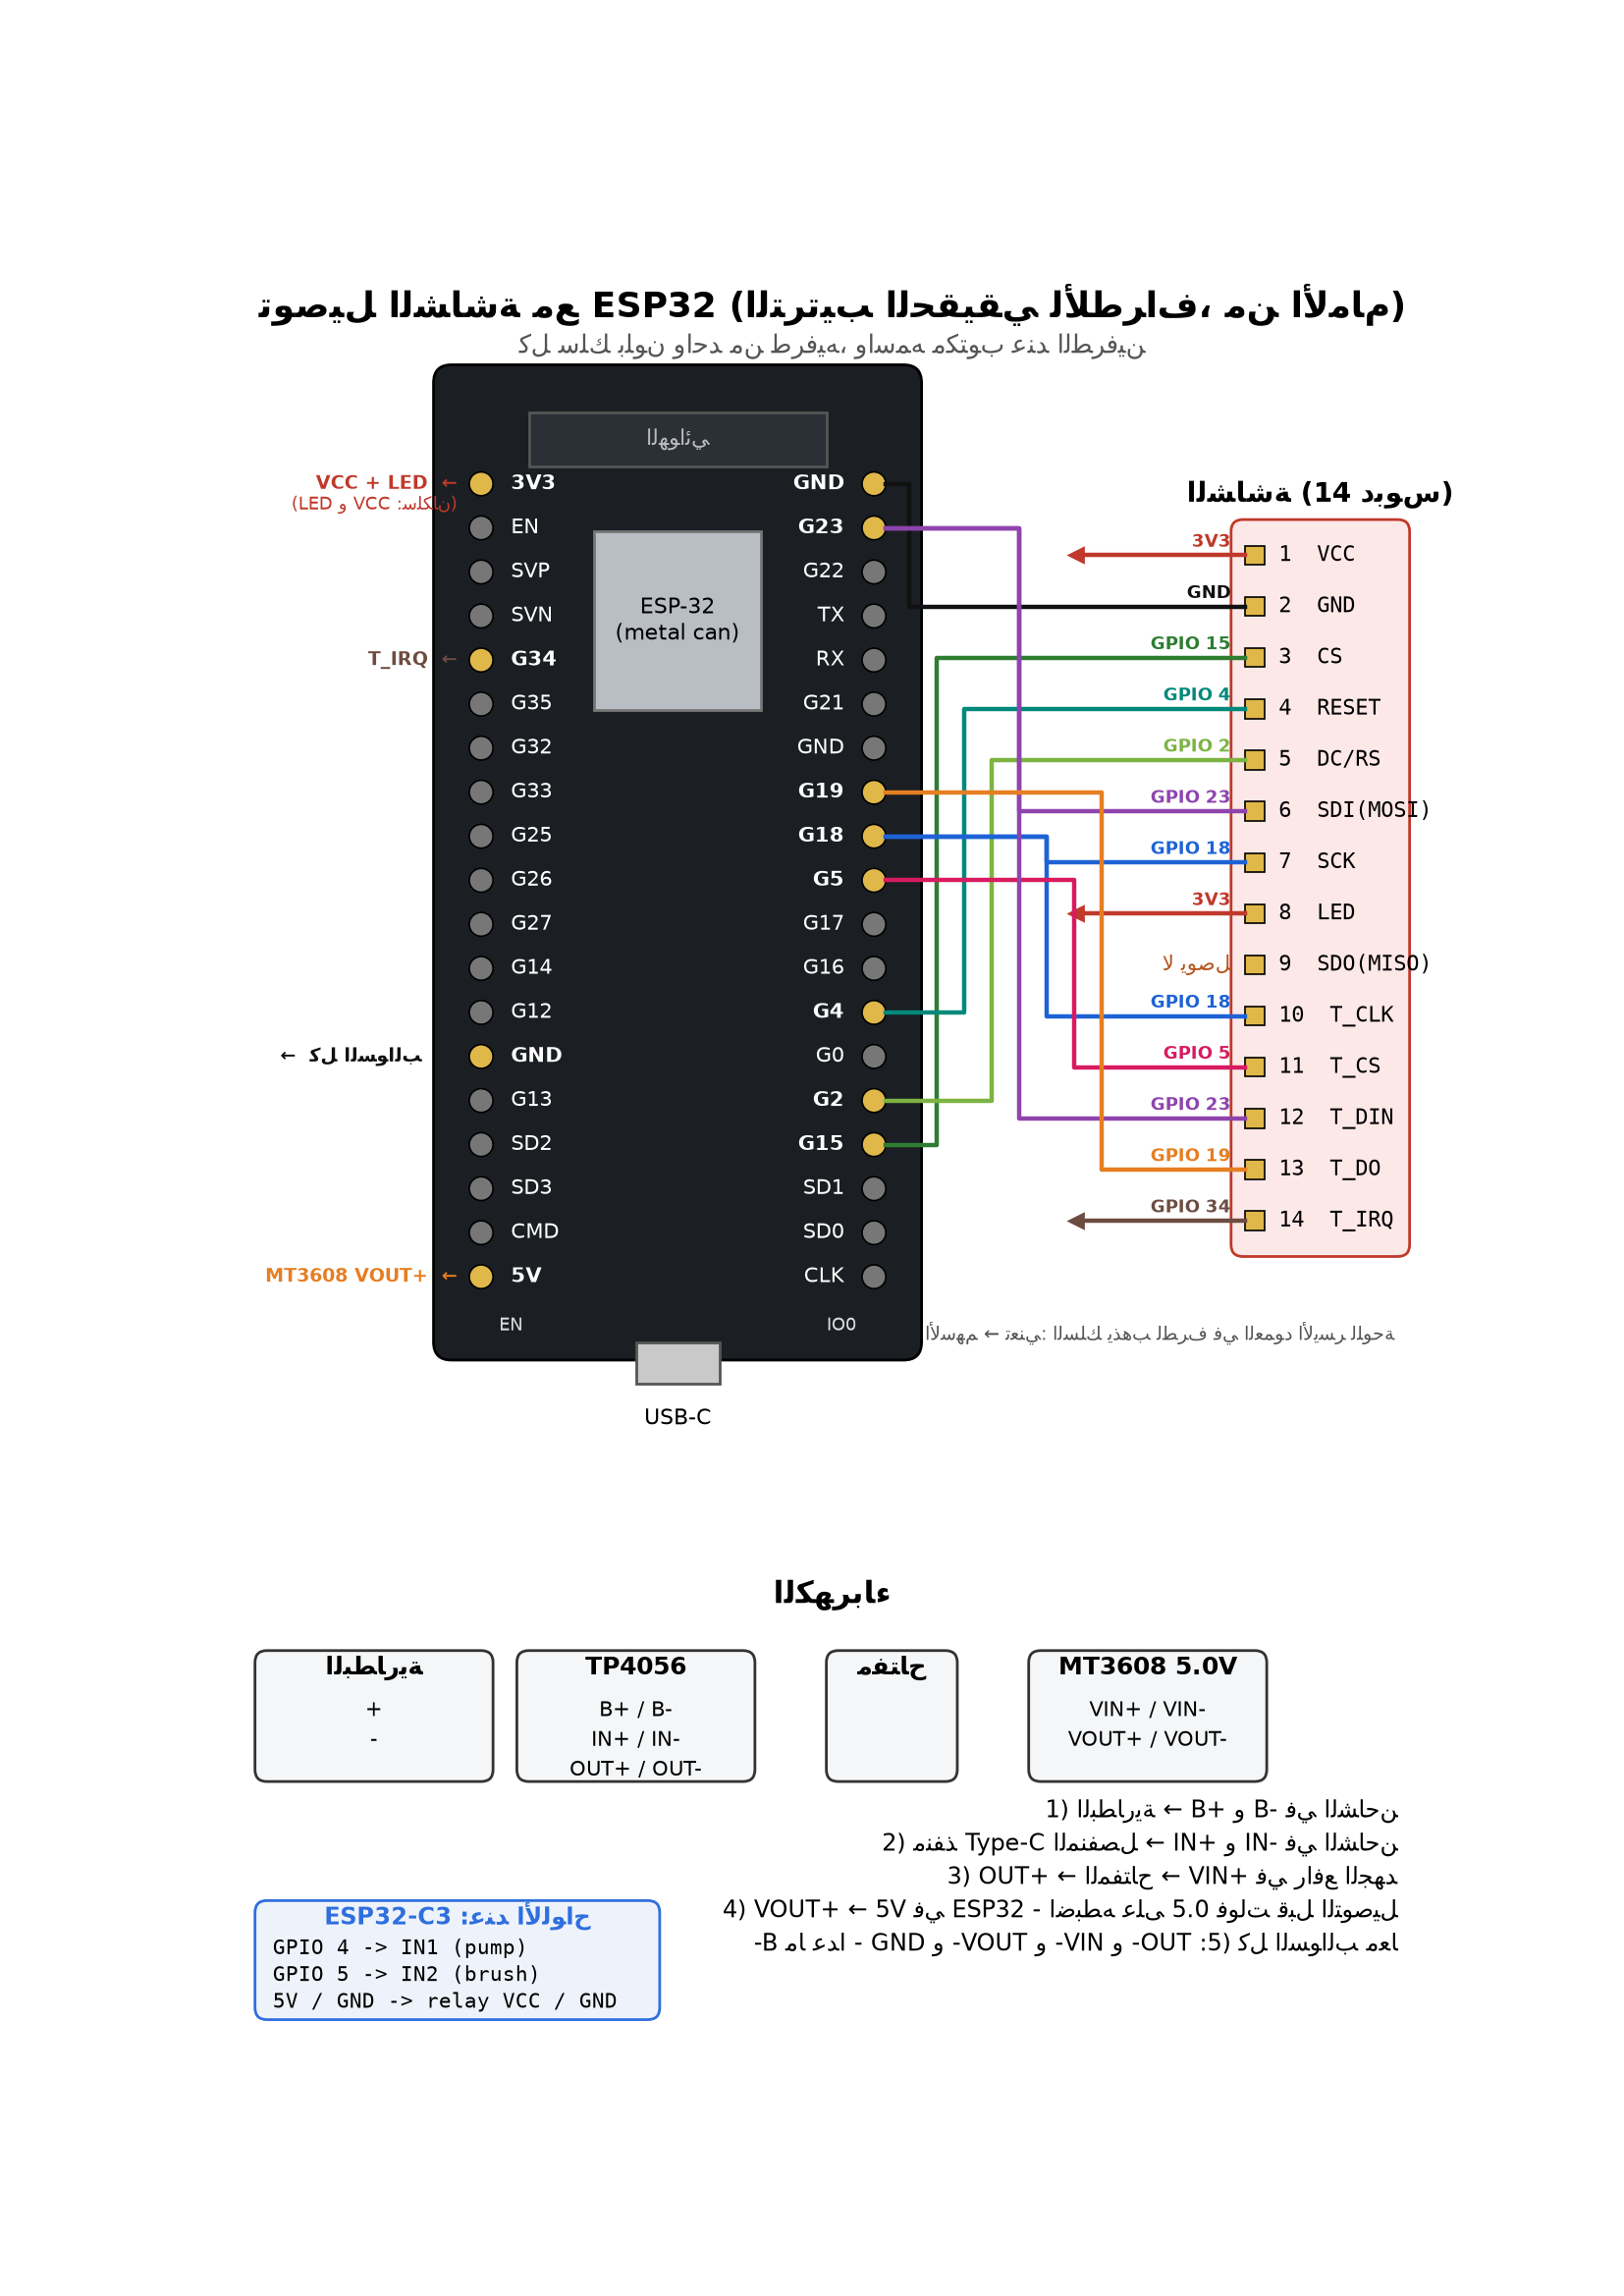 توصيل الشاشة مع ESP32 (الترتيب الحقيقي للأطراف، من الأمام)
كل سلك بلون واحد من طرفيه، واسمه مكتوب عند الطرفين
الهوائي
VCC + LED ←
(سلكان: VCC و LED)
T_IRQ ←
← كل السوالب
MT3608 VOUT+ ←
3V3
EN
SVP
SVN
G34
G35
G32
G33
G25
G26
G27
G14
G12
GND
G13
SD2
SD3
CMD
5V
EN
ESP-32
(metal can)
GND
G23
G22
TX
RX
G21
GND
G19
G18
G5
G17
G16
G4
G0
G2
G15
SD1
SD0
CLK
IO0
USB-C
الشاشة (14 دبوس)
3V3 1 VCC
GND 2 GND
GPIO 15 3 CS
GPIO 4 4 RESET
GPIO 2 5 DC/RS
GPIO 23 6 SDI(MOSI)
GPIO 18 7 SCK
3V3 8 LED
لا يوصل 9 SDO(MISO)
GPIO 18 10 T_CLK
GPIO 5 11 T_CS
GPIO 23 12 T_DIN
GPIO 19 13 T_DO
GPIO 34 14 T_IRQ
الأسهم ← تعني: السلك يذهب لطرف في العمود الأيسر للوحة
الكهرباء
البطارية
+
-
TP4056
B+ / B-
IN+ / IN-
OUT+ / OUT-
مفتاح
MT3608 5.0V
VIN+ / VIN-
VOUT+ / VOUT-
1) البطارية ← B+ و B- في الشاحن
2) منفذ Type-C المنفصل ← IN+ و IN- في الشاحن
3) OUT+ ← المفتاح ← VIN+ في رافع الجهد
4) VOUT+ ← 5V في ESP32 - اضبطه على 5.0 فولت قبل التوصيل
5) كل السوالب معا: OUT- و VIN- و VOUT- و GND - ما عدا B-
عند الألواح: ESP32-C3
GPIO 4 -> IN1 (pump)
GPIO 5 -> IN2 (brush)
5V / GND -> relay VCC / GND